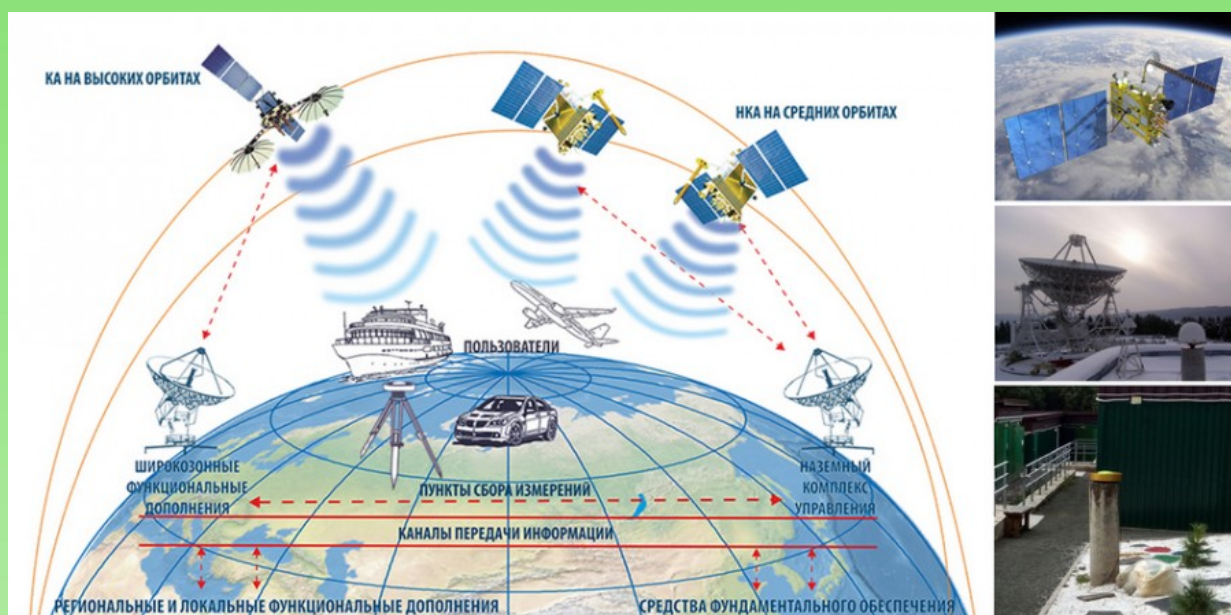 КА НА ВЫСОКИХ ОРБИТАХ
НКА НА СРЕДНИХ ОРБИТАХ
ПОЛЬЗОВАТЕЛИ
ШИРОКОЗОННЫЕ
ФУНКЦИОНАЛЬНЫЕ
ДОПОЛНЕНИЯ
НАЗЕМНЫЙ
КОМПЛЕКС
УПРАВЛЕНИЯ
ПУНКТЫ СБОРА ИЗМЕРЕНИЙ
КАНАЛЫ ПЕРЕДАЧИ ИНФОРМАЦИИ
РЕГИОНАЛЬНЫЕ И ЛОКАЛЬНЫЕ ФУНКЦИОНАЛЬНЫЕ ДОПОЛНЕНИЯ
СРЕДСТВА ФУНДАМЕНТАЛЬНОГО ОБЕСПЕЧЕНИЯ